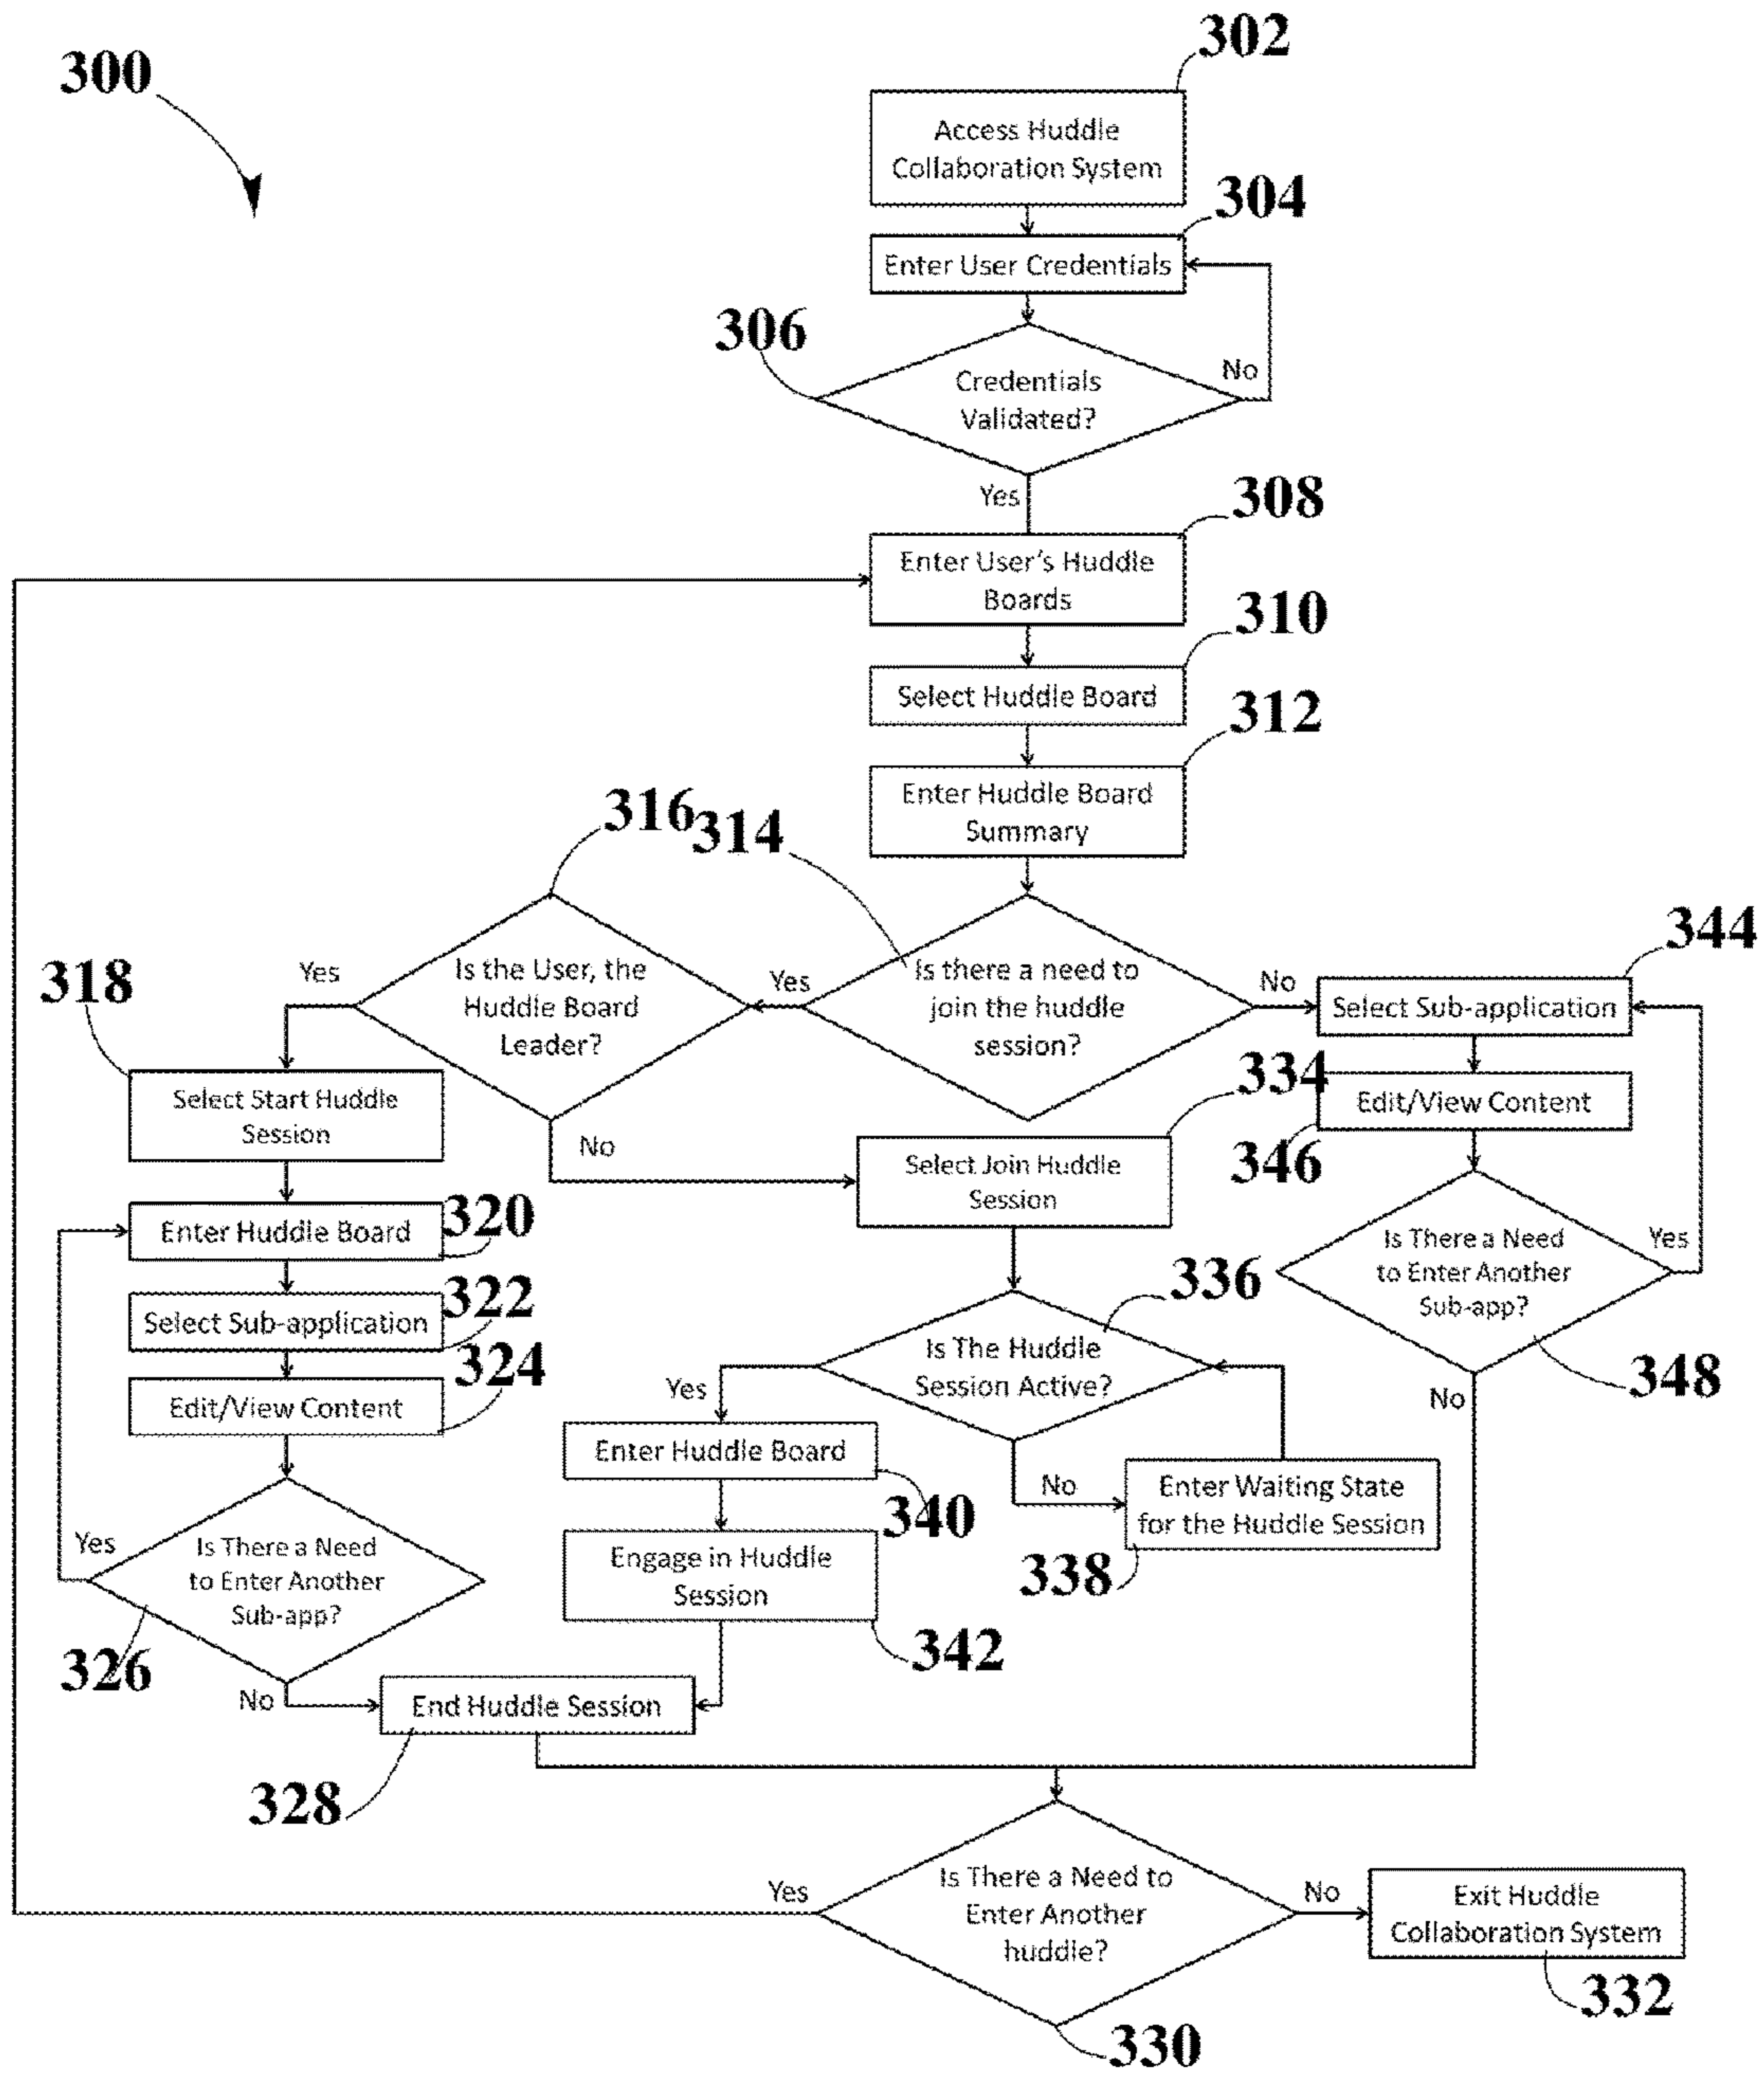 300
302
Access Huddle
Collaboration System
304
Enter User Credentials
306
No
Credentials
Validated?
Yes
308
Enter User's Huddle
Boards
310
Select Huddle Board
312
Enter Huddle Board
Summary
316
314
344
318
Yes
Is the User, the
Huddle Board
Leader?
Yes
Is there a need to
join the huddle
session?
No
Select Sub-application
334
Select Start Huddle
Session
Edit/View Content
346
No
Select Join Huddle
Session
320
Enter Huddle Board
336
Is There a Need
to Enter Another
Sub-app?
Yes
322
Select Sub-application
324
Is The Huddle
Session Active?
348
Yes
No
Edit/View Content
Enter Huddle Board
340
No
Enter Waiting State
for the Huddle Session
338
Yes
Is There a Need
to Enter Another
Sub-app?
Engage in Huddle
Session
342
326
No
End Huddle Session
328
Yes
Is There a Need to
Enter Another
huddle?
No
Exit Huddle
Collaboration System
332
330